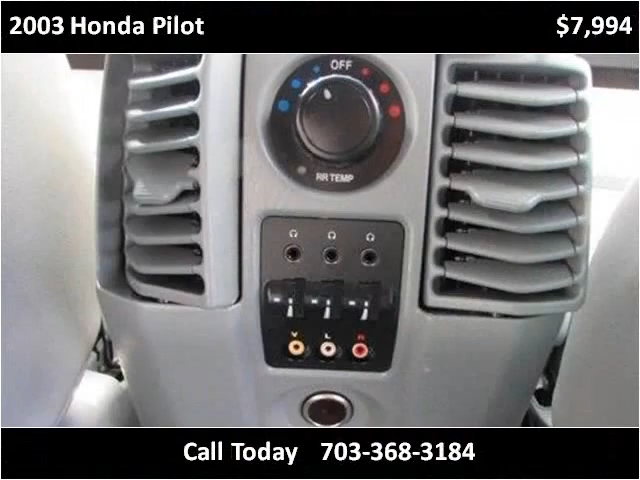 2003 Honda Pilot $7,994
OFF
RR TEMP
V L R
Call Today 703-368-3184